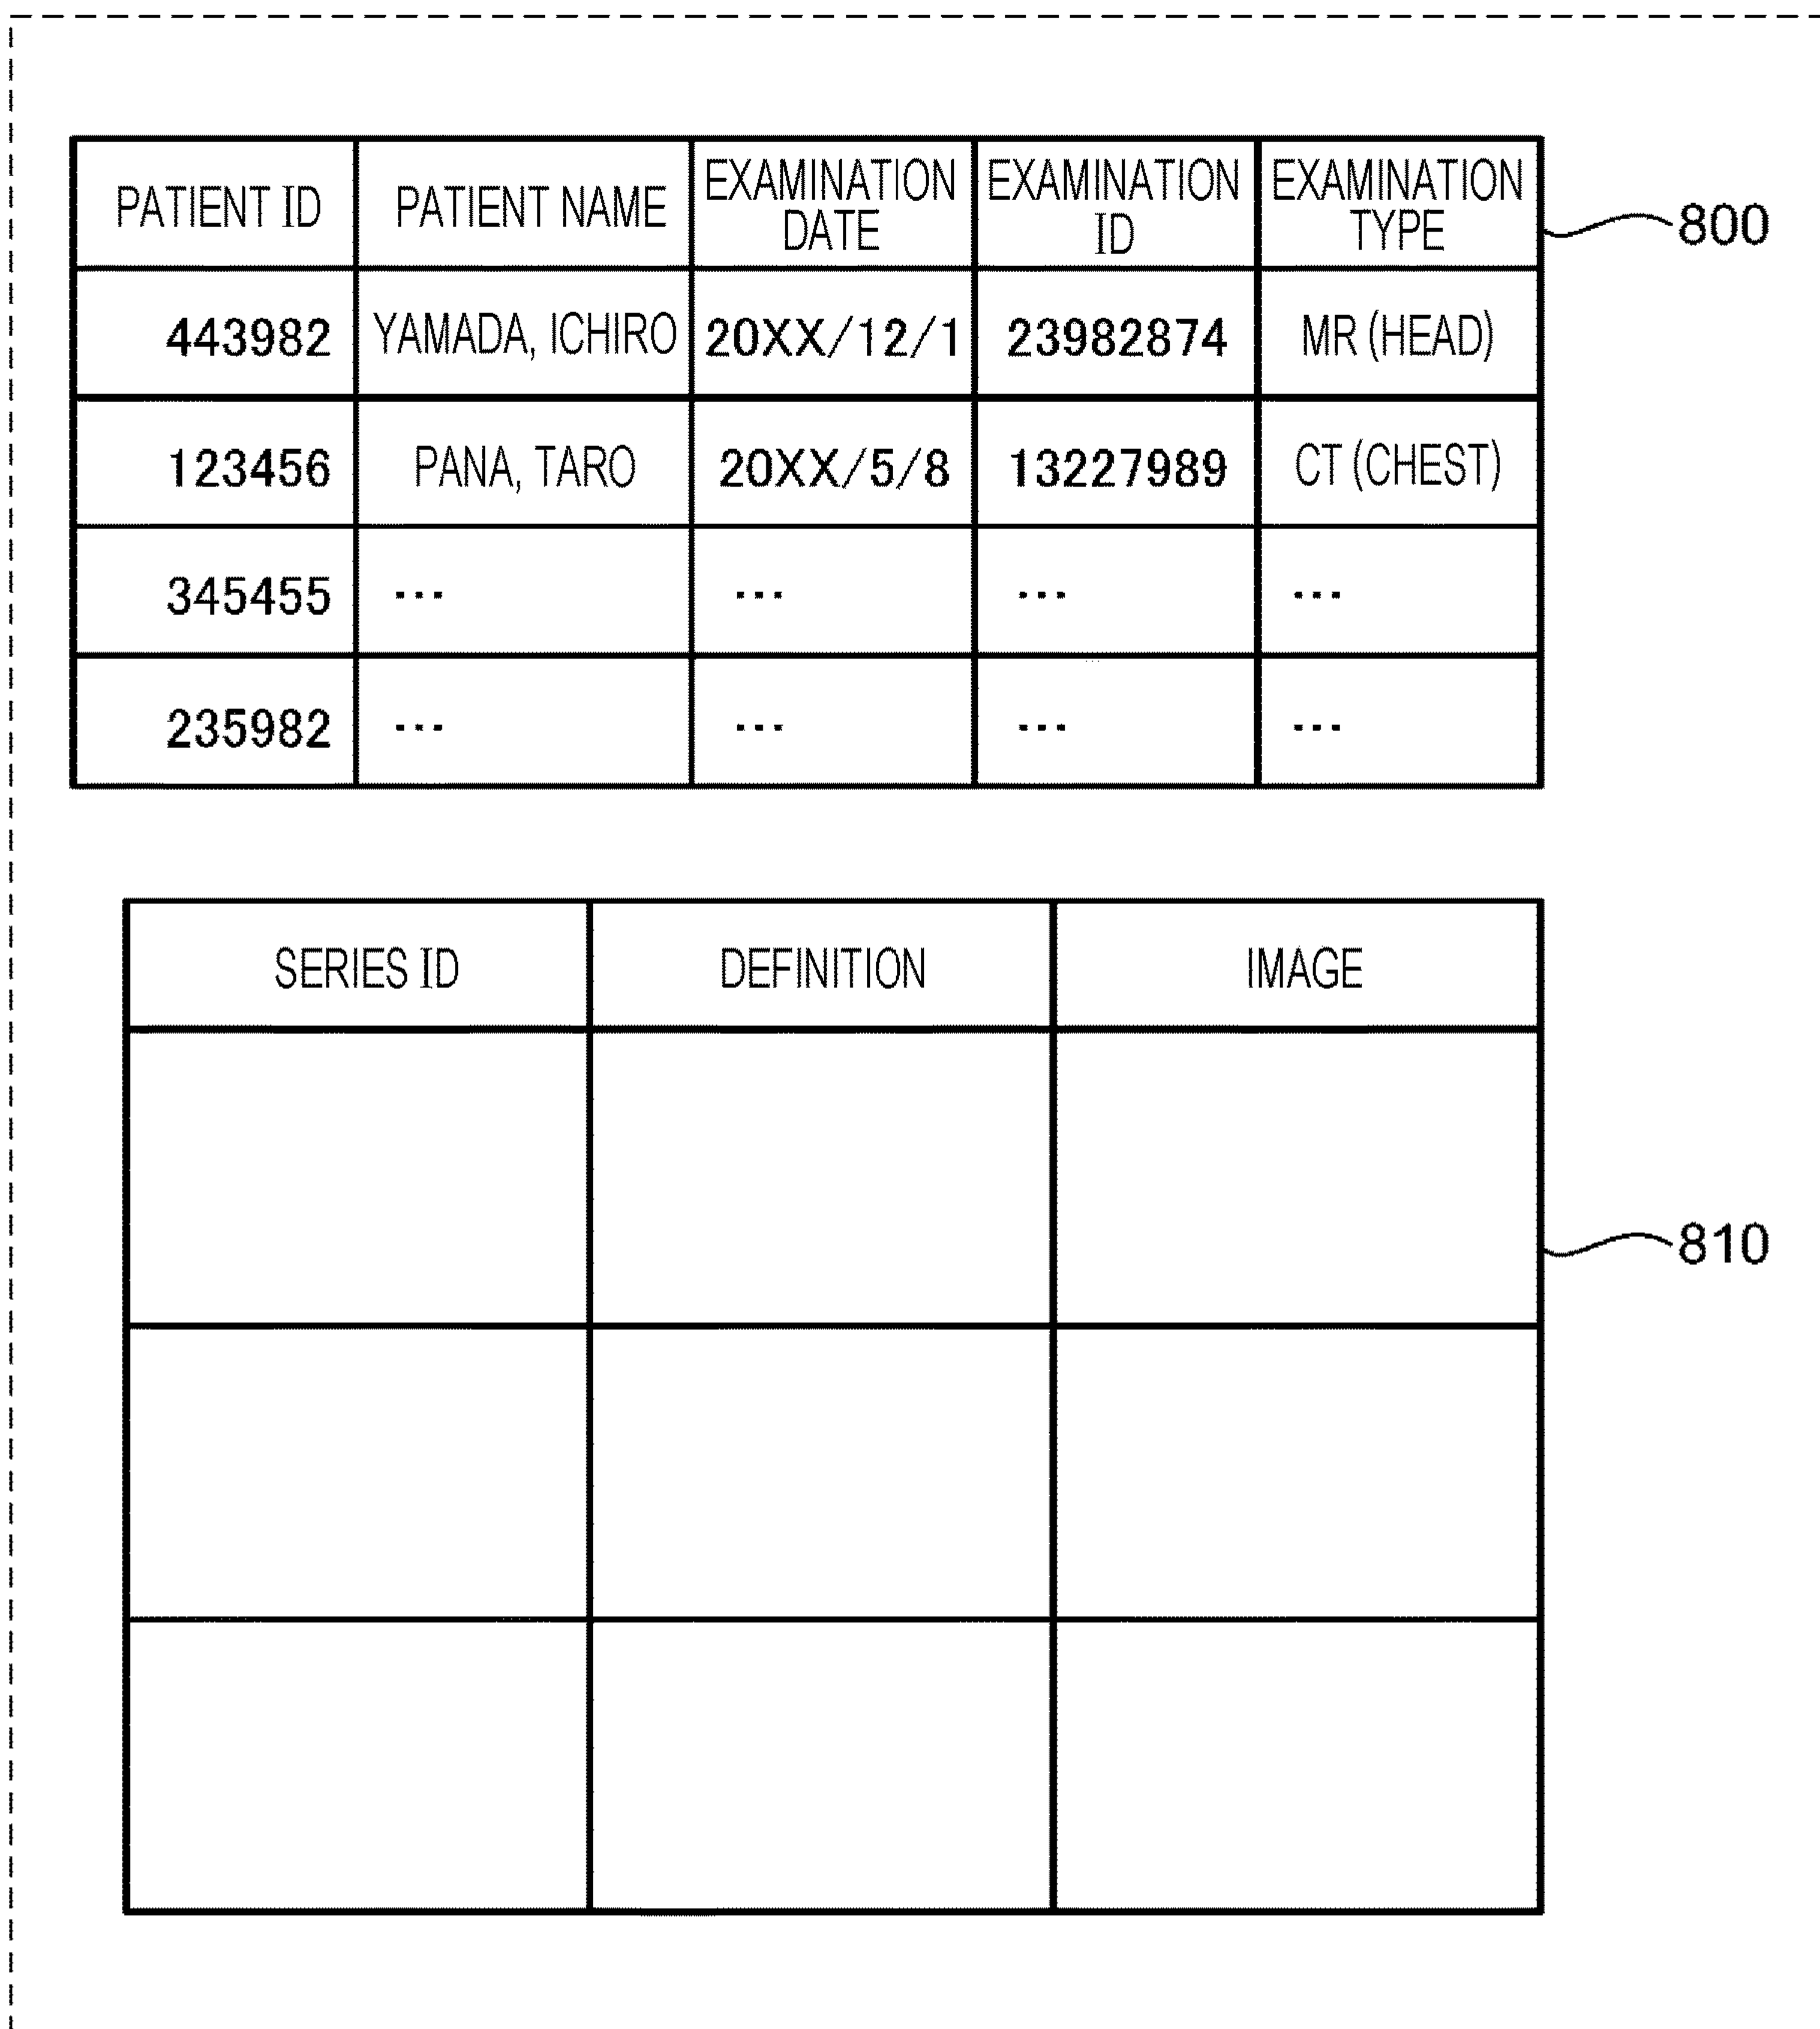 PATIENT ID PATIENT NAME EXAMINATION DATE EXAMINATION ID EXAMINATION TYPE
800
443982 YAMADA, ICHIRO 20XX/12/1 23982874 MR (HEAD)
123456 PANA, TARO 20XX/5/8 13227989 CT (CHEST)
345455 ... ... ... ...
235982 ... ... ... ...
SERIES ID DEFINITION IMAGE
810